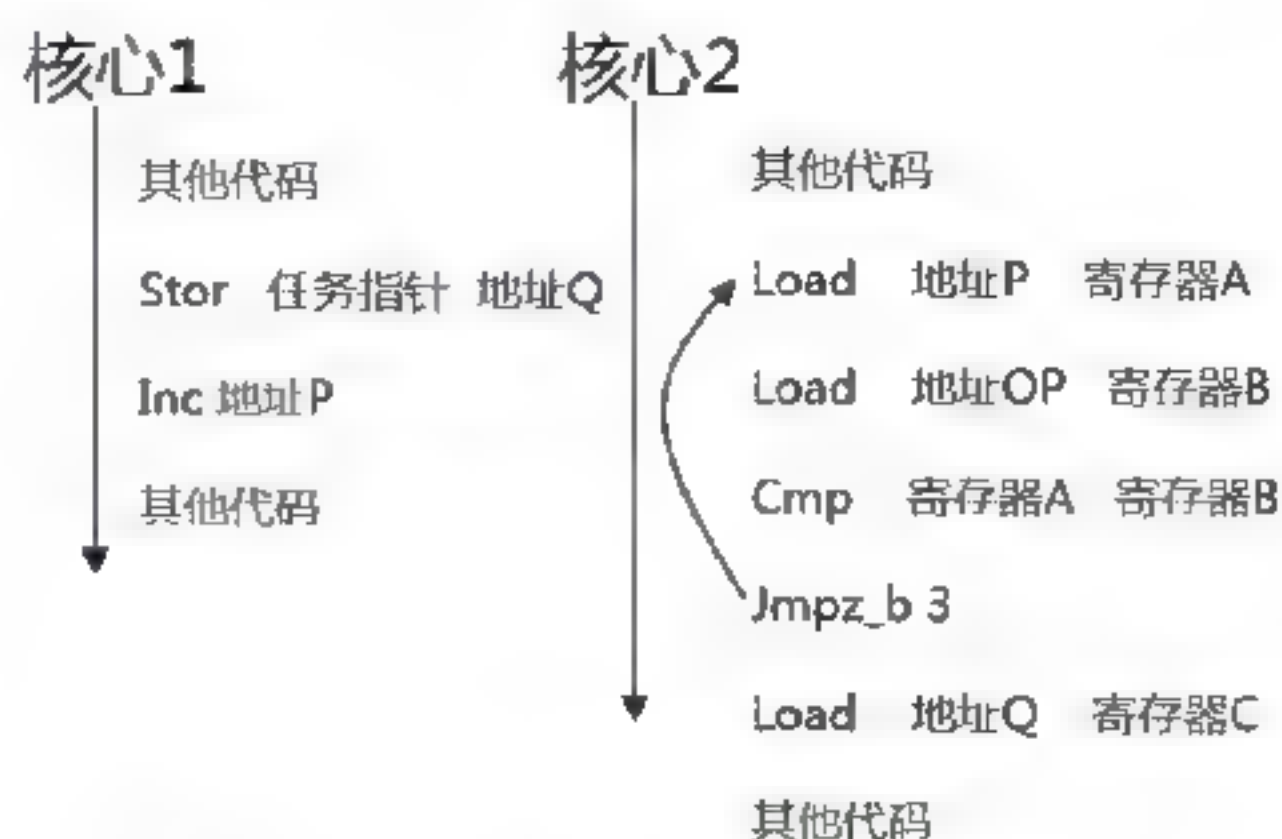 核心1
其他代码
Stor 任务指针 地址Q
Inc 地址P
其他代码
核心2
其他代码
Load 地址P 寄存器A
Load 地址OP 寄存器B
Cmp 寄存器A 寄存器B
Jmpz_b 3
Load 地址Q 寄存器C
其他代码